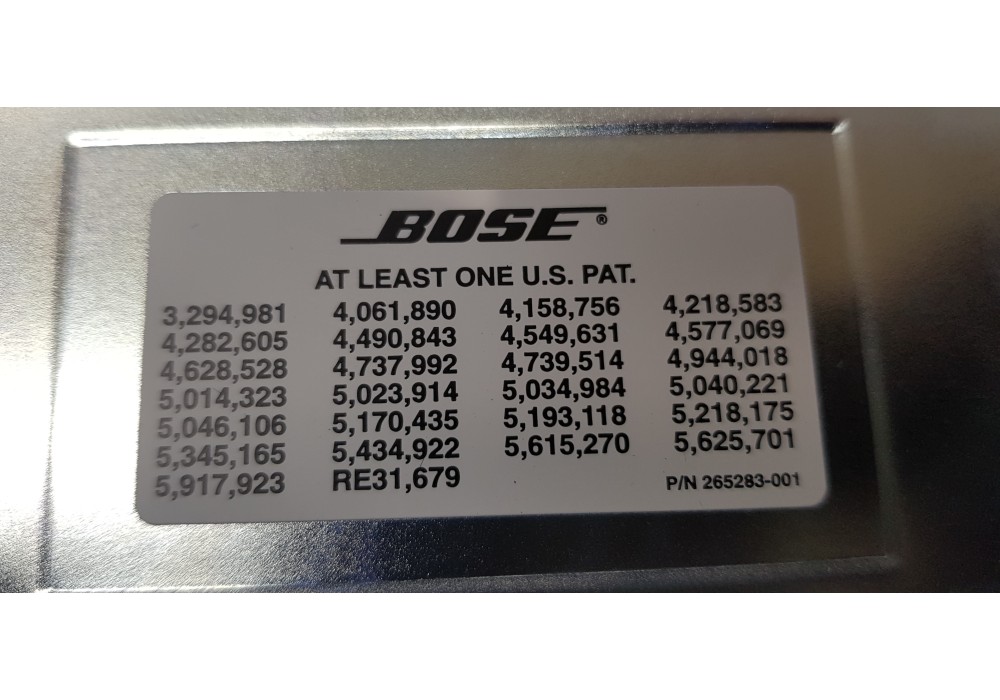 BOSE®
AT LEAST ONE U.S. PAT.
3,294,981 4,061,890 4,158,756 4,218,583
4,282,605 4,490,843 4,549,631 4,577,069
4,628,528 4,737,992 4,739,514 4,944,018
5,014,323 5,023,914 5,034,984 5,040,221
5,046,106 5,170,435 5,193,118 5,218,175
5,345,165 5,434,922 5,615,270 5,625,701
5,917,923 RE31,679 P/N 265283-001